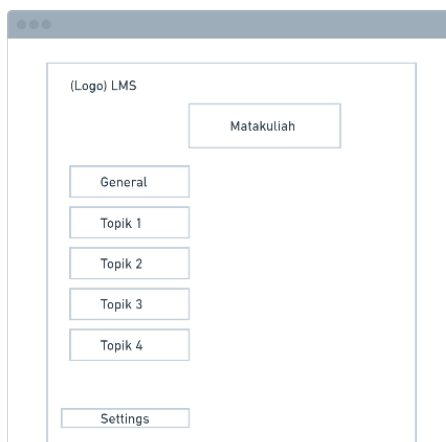 (Logo) LMS
Matakuliah
General
Topik 1
Topik 2
Topik 3
Topik 4
Settings